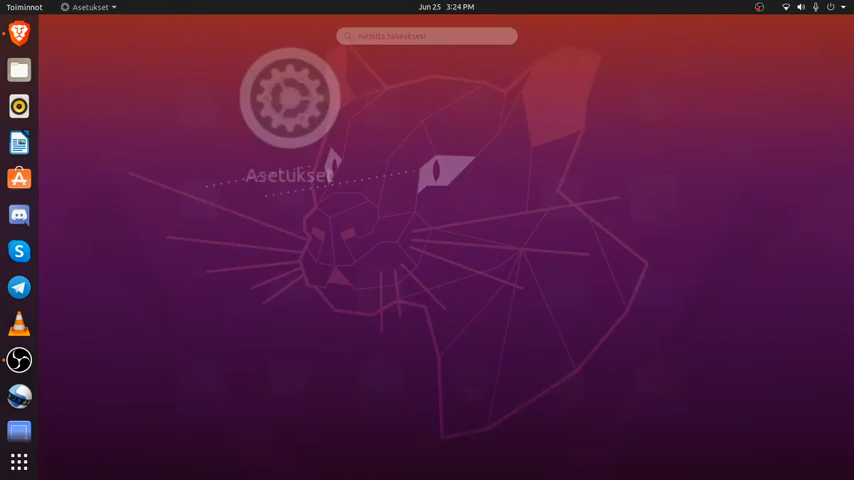 Toiminnot
Asetukset
Jun 25 3:24 PM
Kirjoita hakeaksesi
Asetukset